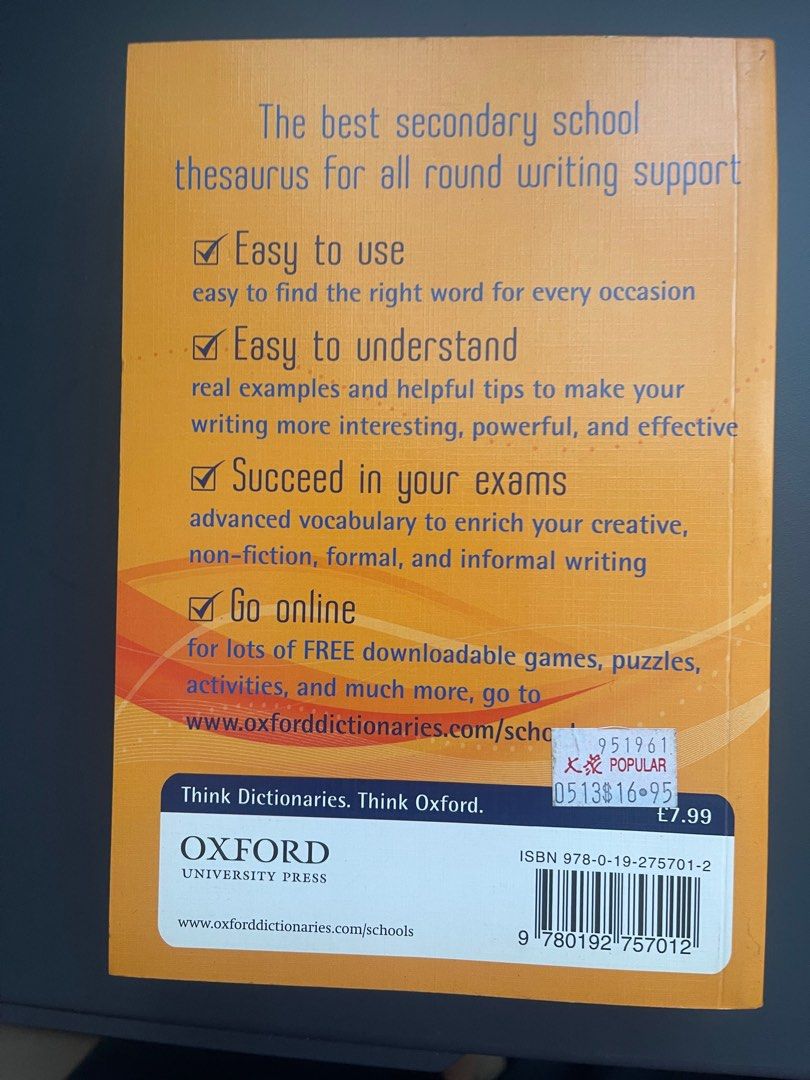 The best secondary school
thesaurus for all round writing support
Easy to use
easy to find the right word for every occasion
Easy to understand
real examples and helpful tips to make your
writing more interesting, powerful, and effective
Succeed in your exams
advanced vocabulary to enrich your creative,
non-fiction, formal, and informal writing
Go online
for lots of FREE downloadable games, puzzles,
activities, and much more, go to
www.oxforddictionaries.com/scho
951961
大衆 POPULAR
0513$16.95
Think Dictionaries. Think Oxford.
£7.99
OXFORD
UNIVERSITY PRESS
www.oxforddictionaries.com/schools
ISBN 978-0-19-275701-2
9 780192 757012